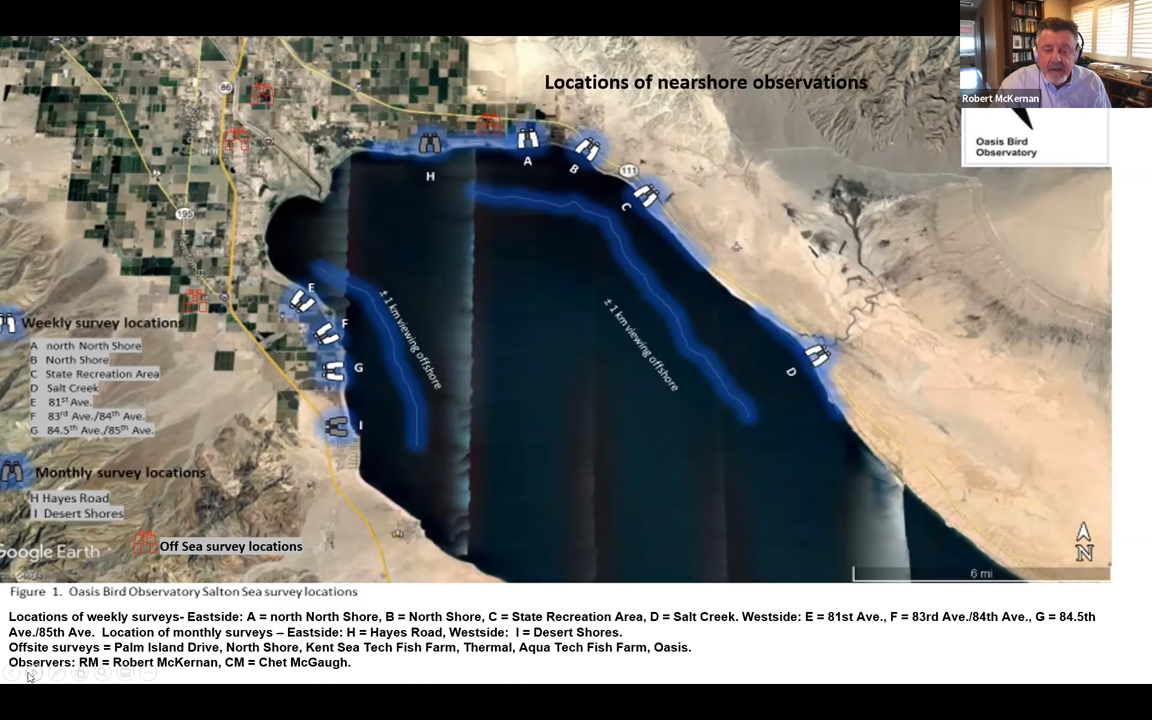 Locations of nearshore observations
Robert McKernan
Oasis Bird
Observatory
86
111
195
H
A
B
C
D
E
F
G
I
± 1 km viewing offshore
± 1 km viewing offshore
Weekly survey locations
A north North Shore
B North Shore
C State Recreation Area
D Salt Creek
E 81st Ave.
F 83rd Ave./84th Ave.
G 84.5th Ave./85th Ave.
Monthly survey locations
H Hayes Road
I Desert Shores
Off Sea survey locations
Google Earth
N
6 mi
Figure 1. Oasis Bird Observatory Salton Sea survey locations
Locations of weekly surveys- Eastside: A = north North Shore, B = North Shore, C = State Recreation Area, D = Salt Creek. Westside: E = 81st Ave., F = 83rd Ave./84th Ave., G = 84.5th
Ave./85th Ave. Location of monthly surveys – Eastside: H = Hayes Road, Westside: I = Desert Shores.
Offsite surveys = Palm Island Drive, North Shore, Kent Sea Tech Fish Farm, Thermal, Aqua Tech Fish Farm, Oasis.
Observers: RM = Robert McKernan, CM = Chet McGaugh.